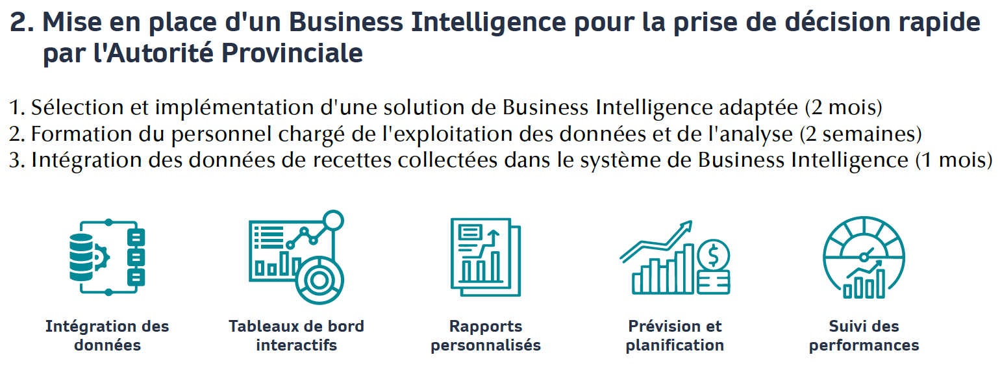 2. Mise en place d'un Business Intelligence pour la prise de décision rapide
par l'Autorité Provinciale
1. Sélection et implémentation d'une solution de Business Intelligence adaptée (2 mois)
2. Formation du personnel chargé de l'exploitation des données et de l'analyse (2 semaines)
3. Intégration des données de recettes collectées dans le système de Business Intelligence (1 mois)
$
Intégration des
données
Tableaux de bord
interactifs
Rapports
personnalisés
Prévision et
planification
Suivi des
performances